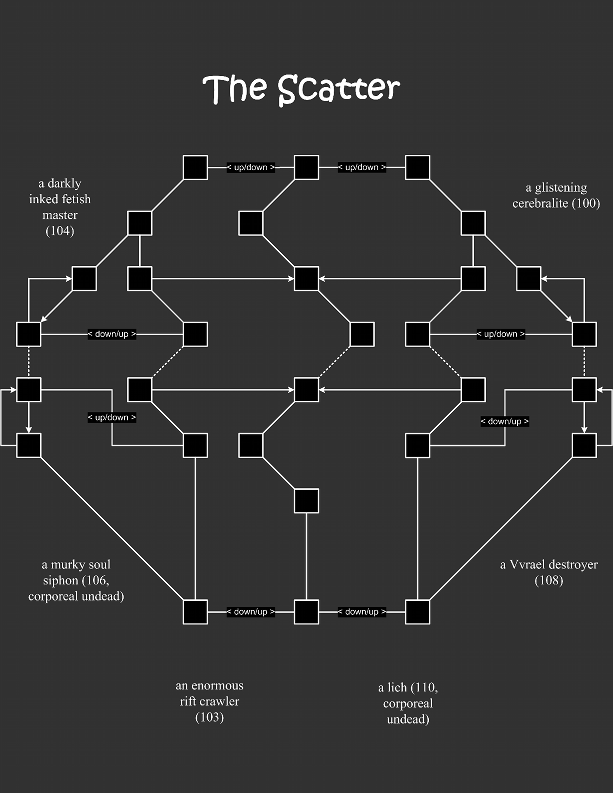 The Scatter
< up/down >
< up/down >
a darkly
inked fetish
master
(104)
a glistening
cerebralite (100)
< down/up >
< up/down >
< up/down >
< down/up >
a murky soul
siphon (106,
corporeal undead)
a Vvrael destroyer
(108)
< down/up >
< down/up >
an enormous
rift crawler
(103)
a lich (110,
corporeal
undead)